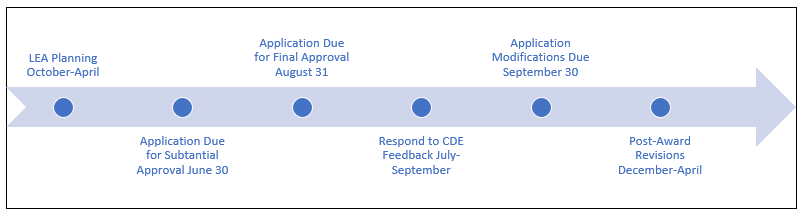 LEA Planning
October-April
Application Due
for Subtantial
Approval June 30
Application Due
for Final Approval
August 31
Respond to CDE
Feedback July-
September
Application
Modifications Due
September 30
Post-Award
Revisions
December-April